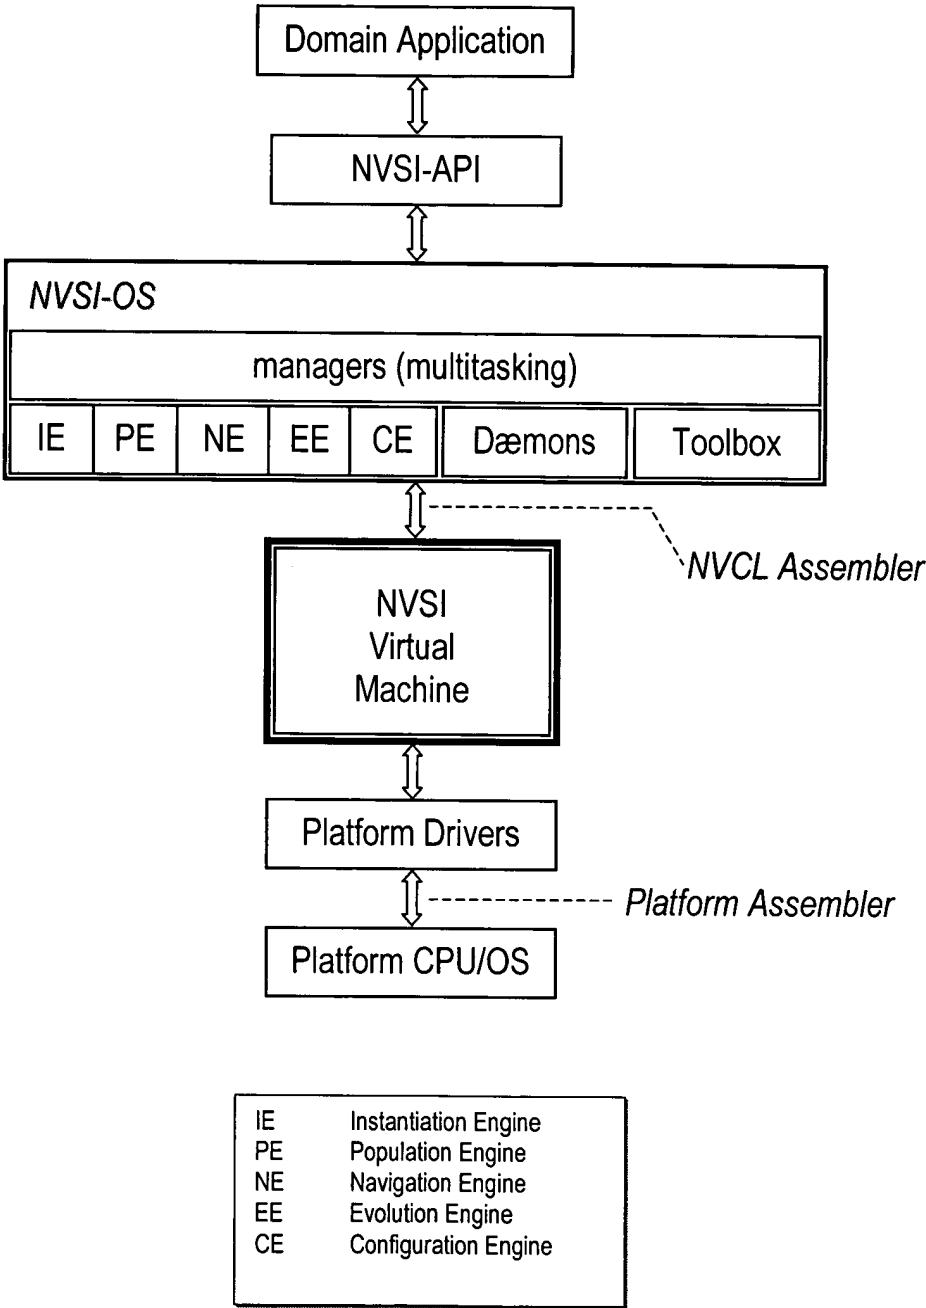 Domain Application
NVSI-API
NVSI-OS
managers (multitasking)
IE PE NE EE CE Dæmons Toolbox
NVCL Assembler
NVSI
Virtual
Machine
Platform Drivers
Platform Assembler
Platform CPU/OS
IE Instantiation Engine
PE Population Engine
NE Navigation Engine
EE Evolution Engine
CE Configuration Engine